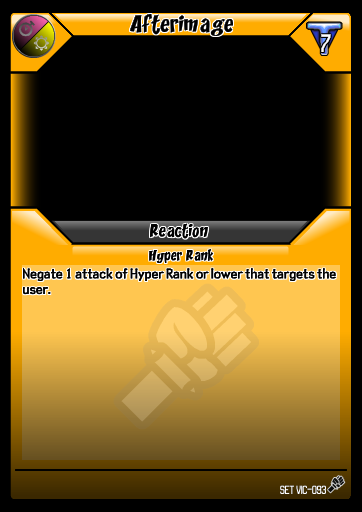 Afterimage
7
Reaction
Hyper Rank
Negate 1 attack of Hyper Rank or lower that targets the
user.
SET VIC-093